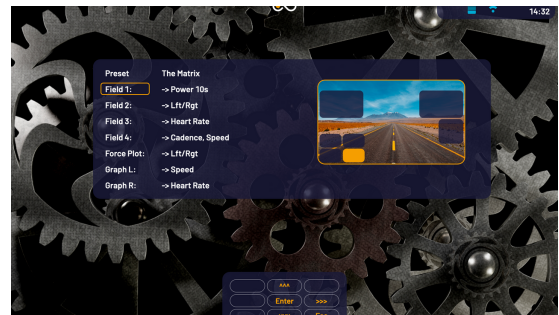 14:32
Preset The Matrix
Field 1: -> Power 10s
Field 2: -> Lft/Rgt
Field 3: -> Heart Rate
Field 4: -> Cadence, Speed
Force Plot: -> Lft/Rgt
Graph L: -> Speed
Graph R: -> Heart Rate
^^^
Enter >>>